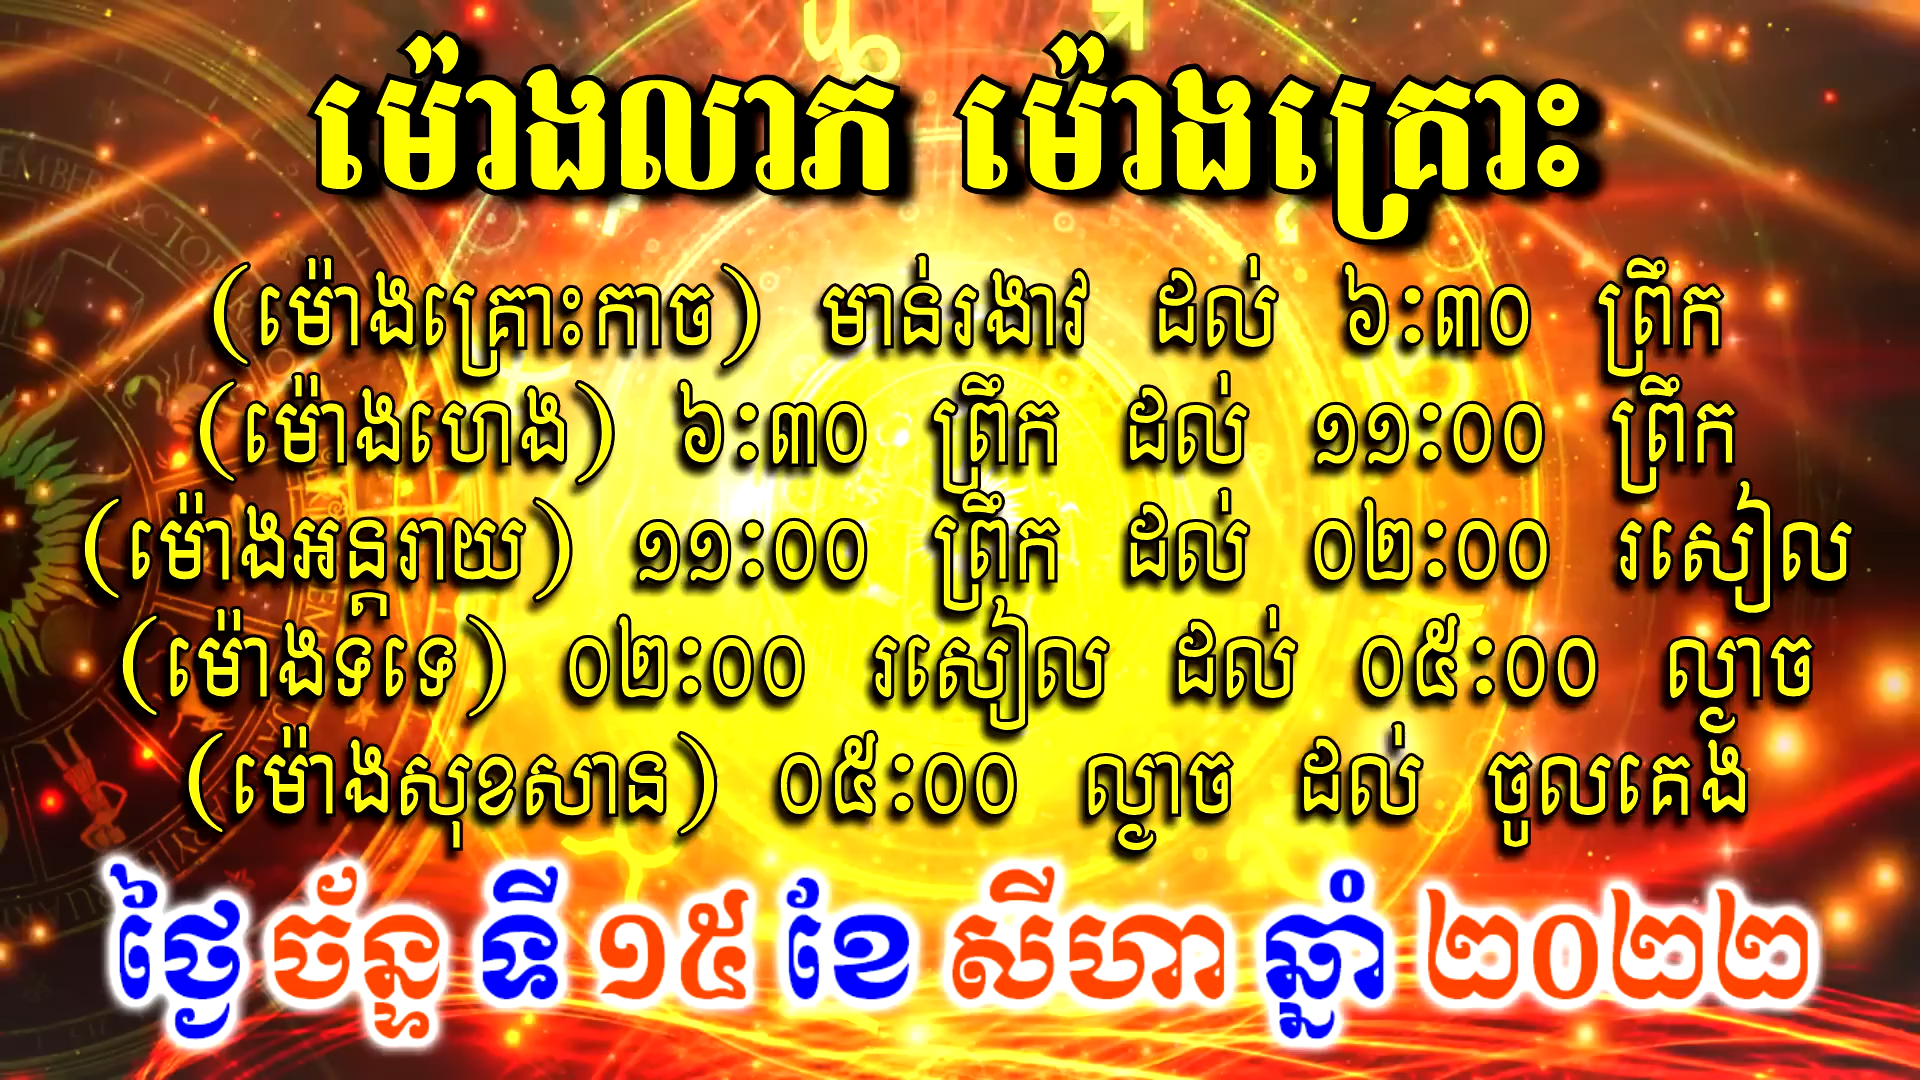 ម៉ោងលាភ ម៉ោងគ្រោះ
(ម៉ោងគ្រោះកាច) មាន់រងាវ ដល់ ៦:៣០ ព្រឹក
(ម៉ោងហេង) ៦:៣០ ព្រឹក ដល់ ១១:០០ ព្រឹក
(ម៉ោងអន្តរាយ) ១១:០០ ព្រឹក ដល់ ០២:០០ រសៀល
(ម៉ោងទទេ) ០២:០០ រសៀល ដល់ ០៥:០០ ល្ងាច
(ម៉ោងសុខសាន) ០៥:០០ ល្ងាច ដល់ ចូលគេង
ថ្ងៃ ច័ន្ទ ទី ១៥ ខែ សីហា ឆ្នាំ ២០២២